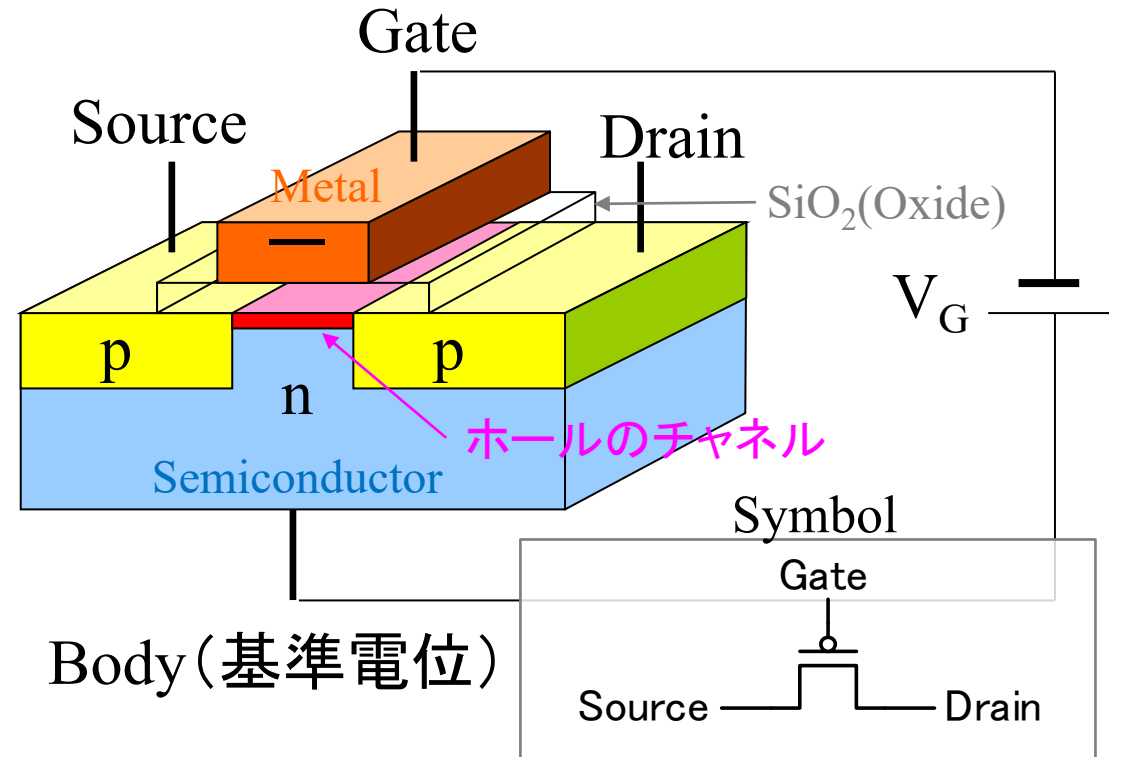 Gate
Source
Drain
Metal
SiO₂(Oxide)
V_G
p
p
n
ホールのチャネル
Semiconductor
Symbol
Gate
Body(基準電位)
Source
Drain